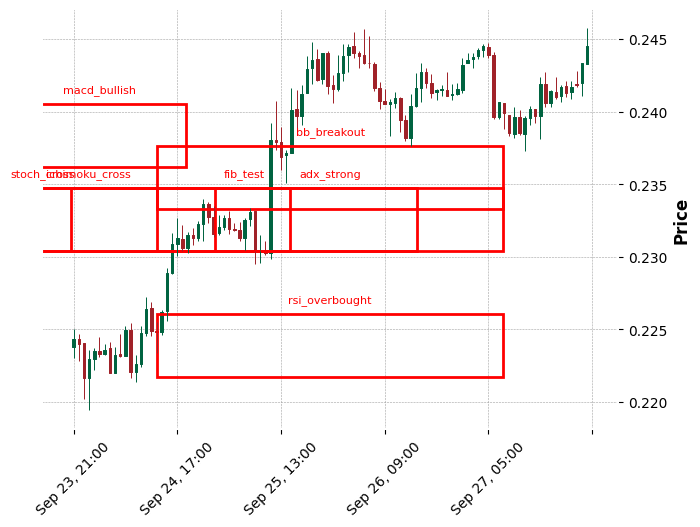 0.245
macd_bullish
0.240
bb_breakout
fib_test
adx_strong
0.235
Price
0.230
rsi_overbought
0.225
0.220
Sep 23, 21:00
Sep 24, 17:00
Sep 25, 13:00
Sep 26, 09:00
Sep 27, 05:00